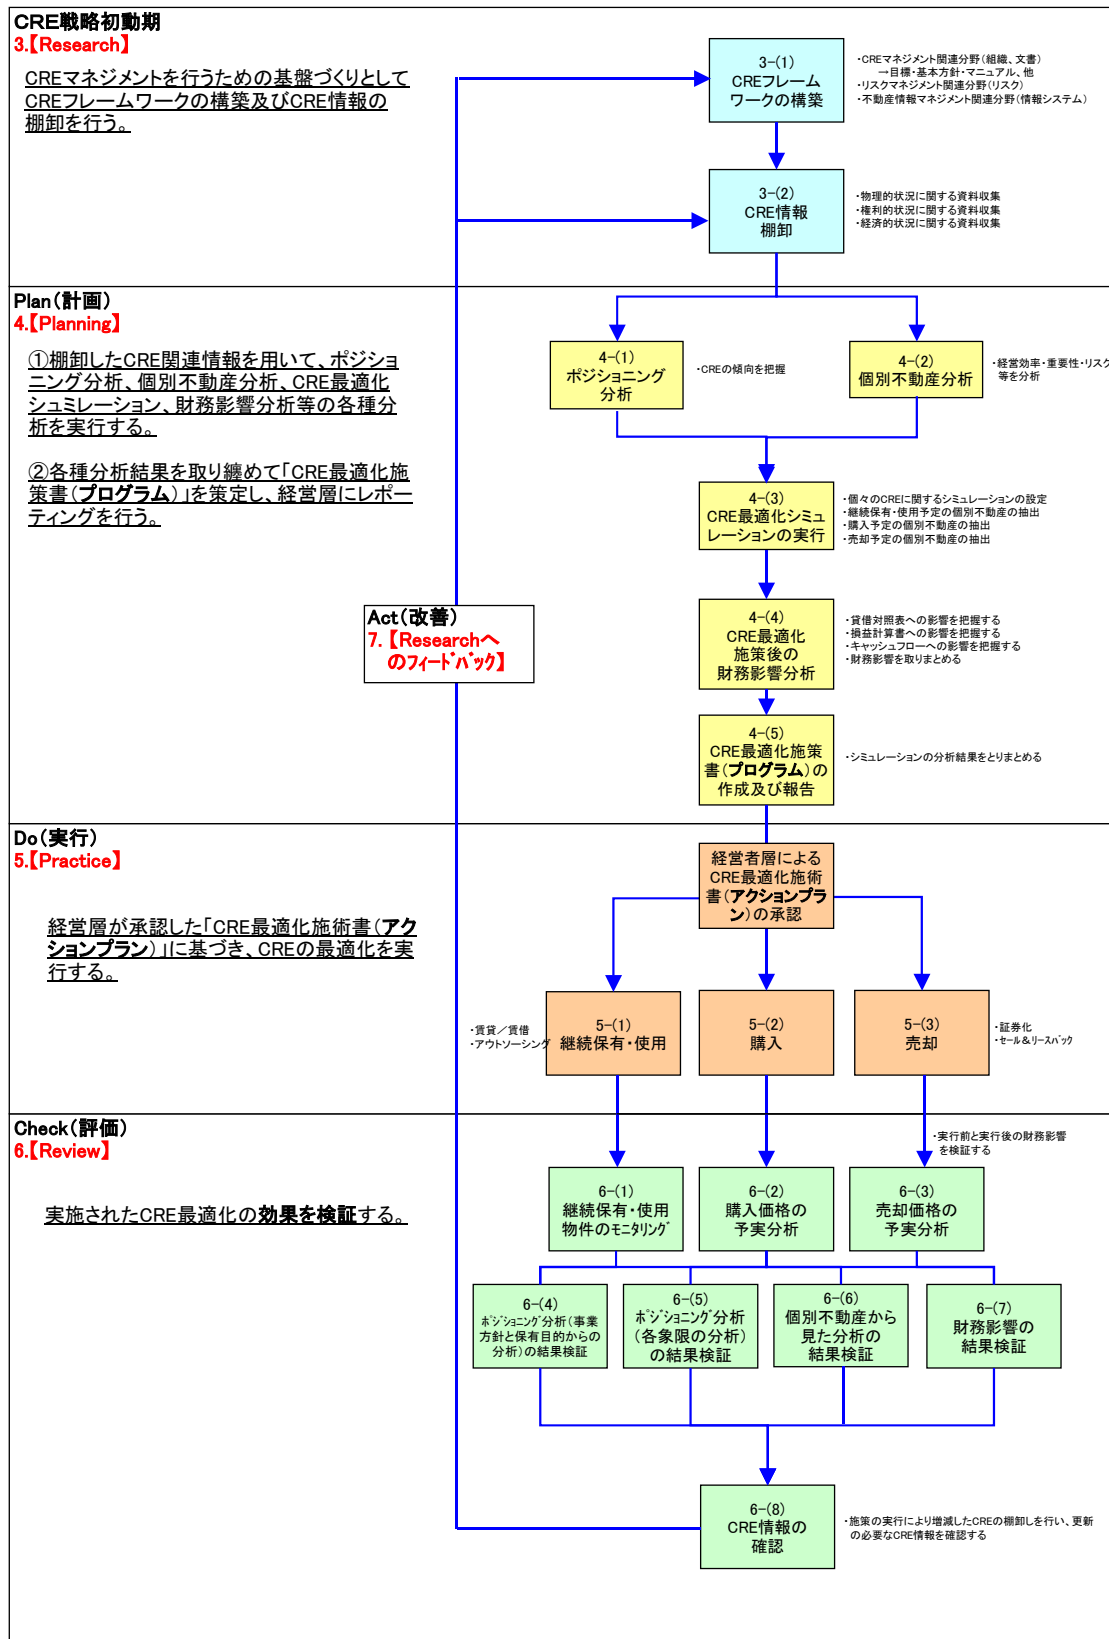 CRE戦略初動期
3.【Research】
CREマネジメントを行うための基盤づくりとして
CREフレームワークの構築及びCRE情報の
棚卸を行う。
3-(1)
CREフレーム
ワークの構築
・CREマネジメント関連分野(組織、文書)
→目標・基本方針・マニュアル、他
・リスクマネジメント関連分野(リスク)
・不動産情報マネジメント関連分野(情報システム)
3-(2)
CRE情報
棚卸
・物理的状況に関する資料収集
・権利的状況に関する資料収集
・経済的状況に関する資料収集
Plan(計画)
4.【Planning】
①棚卸したCRE関連情報を用いて、ポジショ
ニング分析、個別不動産分析、CRE最適化
シュミレーション、財務影響分析等の各種分
析を実行する。
②各種分析結果を取り纏めて「CRE最適化施
策書(プログラム)」を策定し、経営層にレポー
ティングを行う。
4-(1)
ポジショニング
分析
・CREの傾向を把握
4-(2)
個別不動産分析
・経営効率・重要性・リスク
等を分析
4-(3)
CRE最適化シミュ
レーションの実行
・個々のCREに関するシミュレーションの設定
・継続保有・使用予定の個別不動産の抽出
・購入予定の個別不動産の抽出
・売却予定の個別不動産の抽出
Act(改善)
7.【Researchへ
のフィードバック】
4-(4)
CRE最適化
施策後の
財務影響分析
・貸借対照表への影響を把握する
・損益計算書への影響を把握する
・キャッシュフローへの影響を把握する
・財務影響を取りまとめる
4-(5)
CRE最適化施策
書(プログラム)の
作成及び報告
・シミュレーションの分析結果をとりまとめる
Do(実行)
5.【Practice】
経営層が承認した「CRE最適化施術書(アク
ションプラン)」に基づき、CREの最適化を実
行する。
経営者層による
CRE最適化施術
書(アクションプラ
ン)の承認
・賃貸/賃借
・アウトソーシング
5-(1)
継続保有・使用
5-(2)
購入
5-(3)
売却
・証券化
・セール&リースバック
Check(評価)
6.【Review】
実施されたCRE最適化の効果を検証する。
・実行前と実行後の財務影響
を検証する
6-(1)
継続保有・使用
物件のモニタリング
6-(2)
購入価格の
予実分析
6-(3)
売却価格の
予実分析
6-(4)
ポジショニング分析(事業
方針と保有目的からの
分析)の結果検証
6-(5)
ポジショニング分析
(各象限の分析)
の結果検証
6-(6)
個別不動産から
見た分析の
結果検証
6-(7)
財務影響の
結果検証
6-(8)
CRE情報の
確認
・施策の実行により増減したCREの棚卸しを行い、更新
の必要なCRE情報を確認する